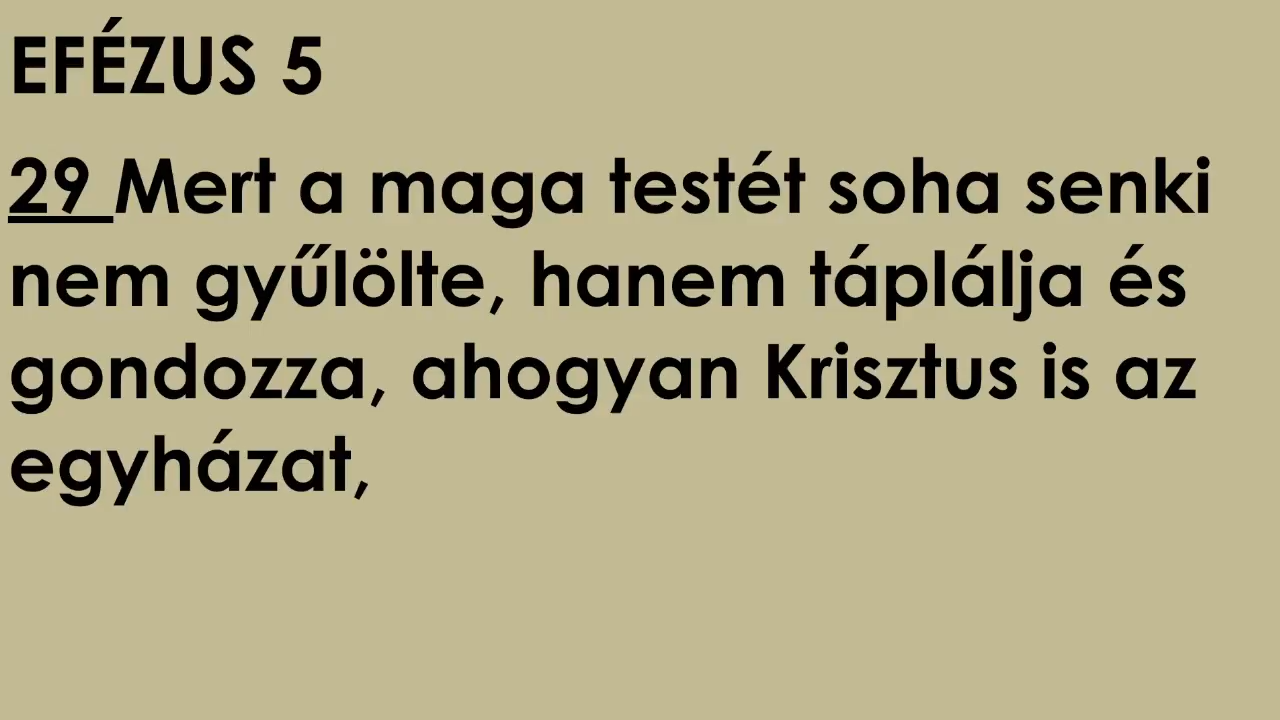 EFÉZUS 5
29 Mert a maga testét soha senki
nem gyűlölte, hanem táplálja és
gondozza, ahogyan Krisztus is az
egyházat,